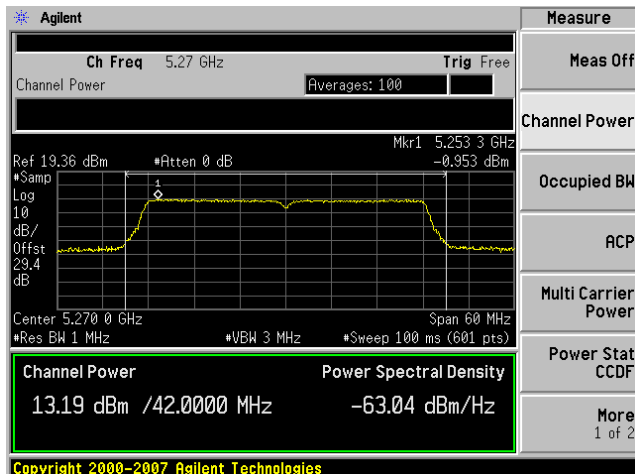 Agilent
Measure
Ch Freq 5.27 GHz Trig Free
Channel Power Averages: 100
Mkr1 5.253 3 GHz
Ref 19.36 dBm #Atten 0 dB -0.953 dBm
#Samp
Log
10
dB/
Offst
29.4
dB
1
Center 5.270 0 GHz Span 60 MHz
#Res BW 1 MHz #VBW 3 MHz #Sweep 100 ms (601 pts)
Channel Power Power Spectral Density
13.19 dBm /42.0000 MHz -63.04 dBm/Hz
Meas Off
Channel Power
Occupied BW
ACP
Multi Carrier
Power
Power Stat
CCDF
More
1 of 2
Copyright 2000-2007 Agilent Technologies